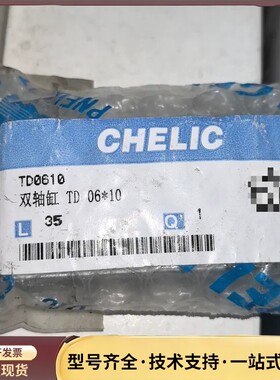 CHELIC
TD0610
双轴缸 TD 06*10
L 35 Q' 1
发票
现货
型号齐全·技术支持·一站式